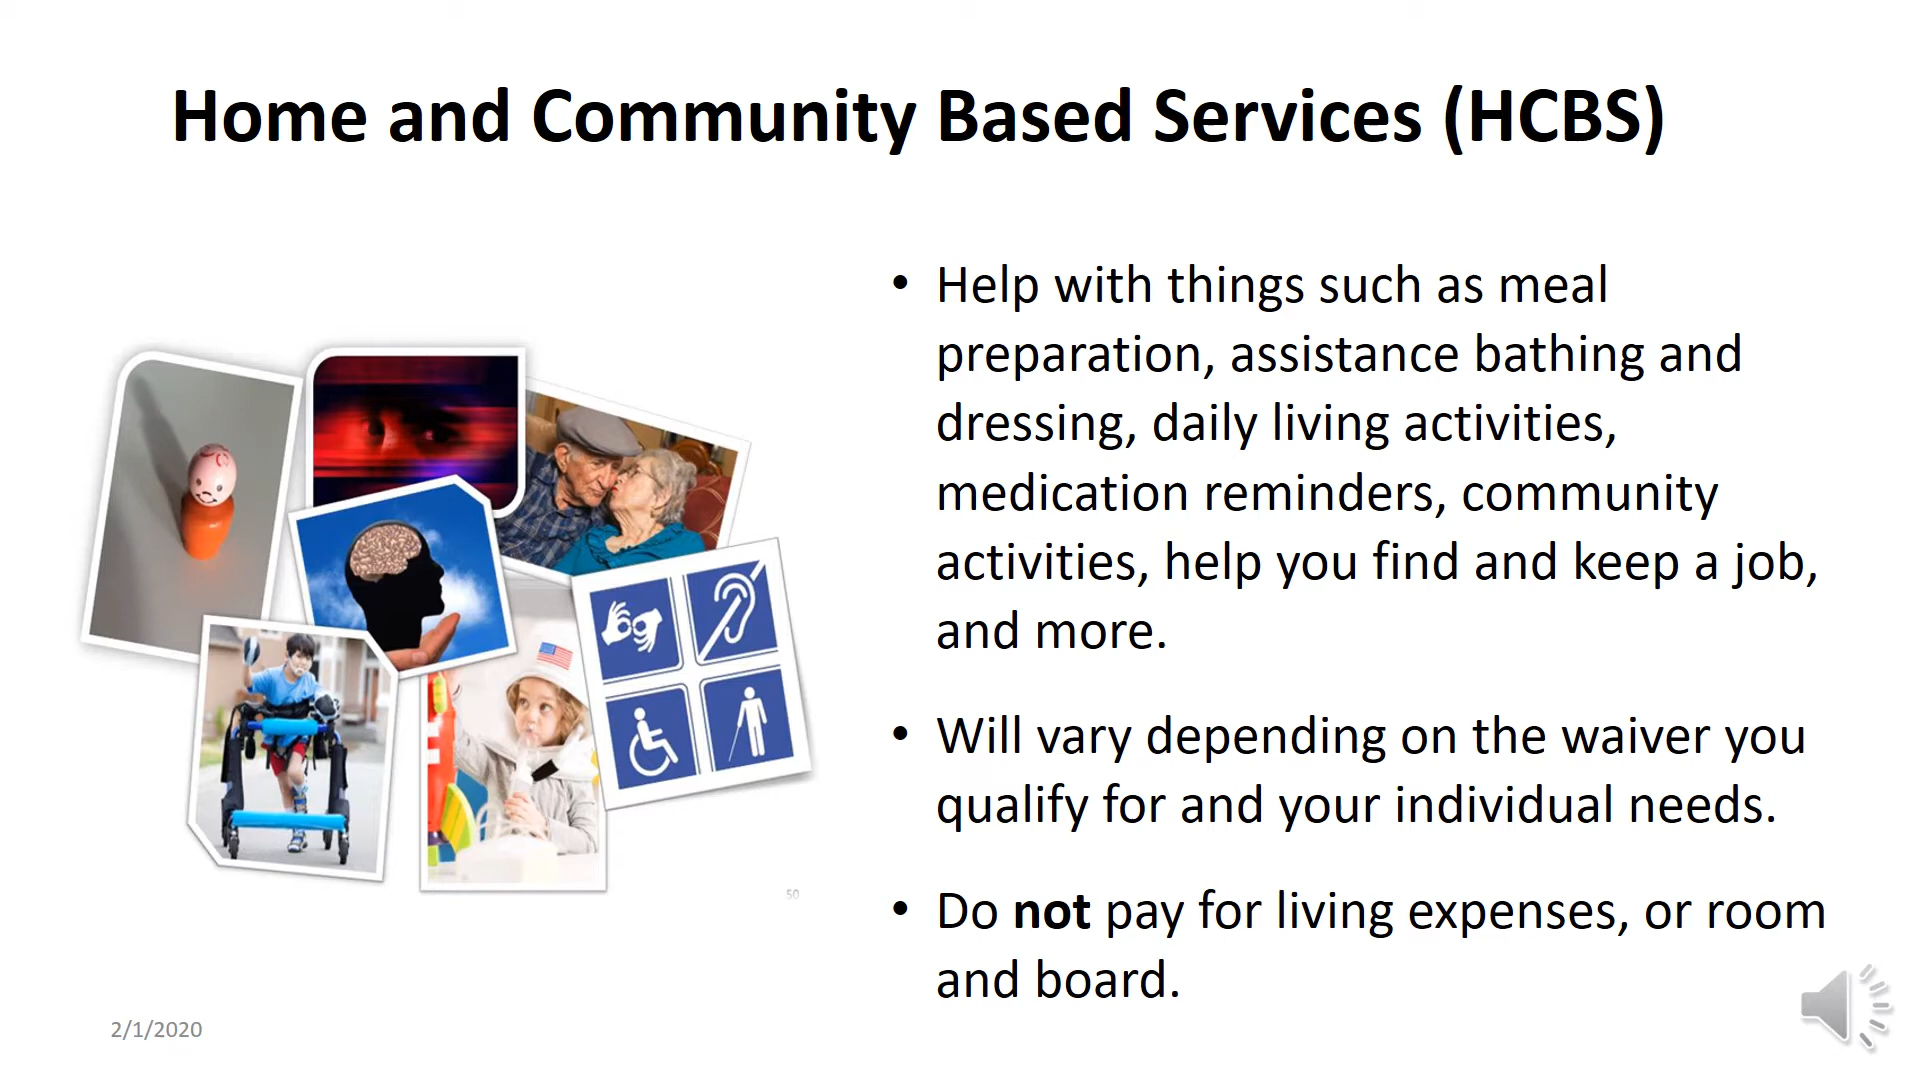 Home and Community Based Services (HCBS)
• Help with things such as meal
preparation, assistance bathing and
dressing, daily living activities,
medication reminders, community
activities, help you find and keep a job,
and more.
• Will vary depending on the waiver you
qualify for and your individual needs.
• Do not pay for living expenses, or room
and board.
50
2/1/2020